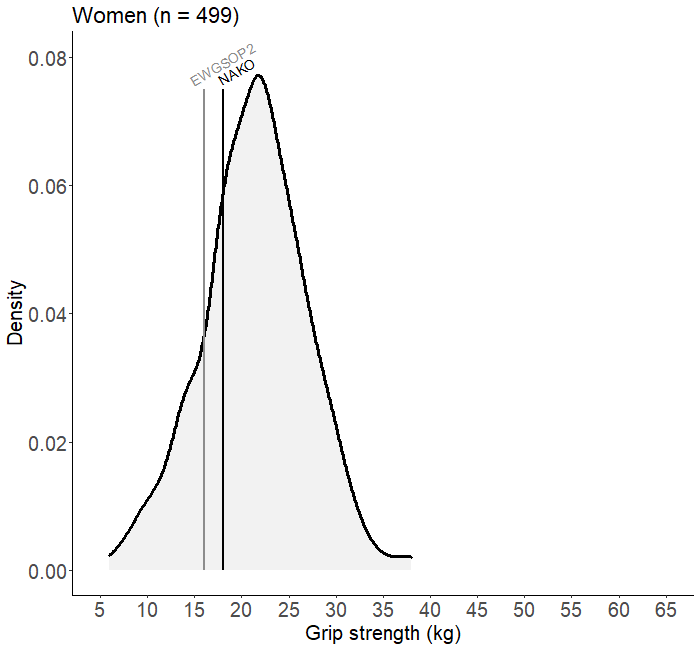 Women (n = 499)
EWGSOP2
NAKO
0.08
0.06
0.04
0.02
0.00
Density
5 10 15 20 25 30 35 40 45 50 55 60 65
Grip strength (kg)